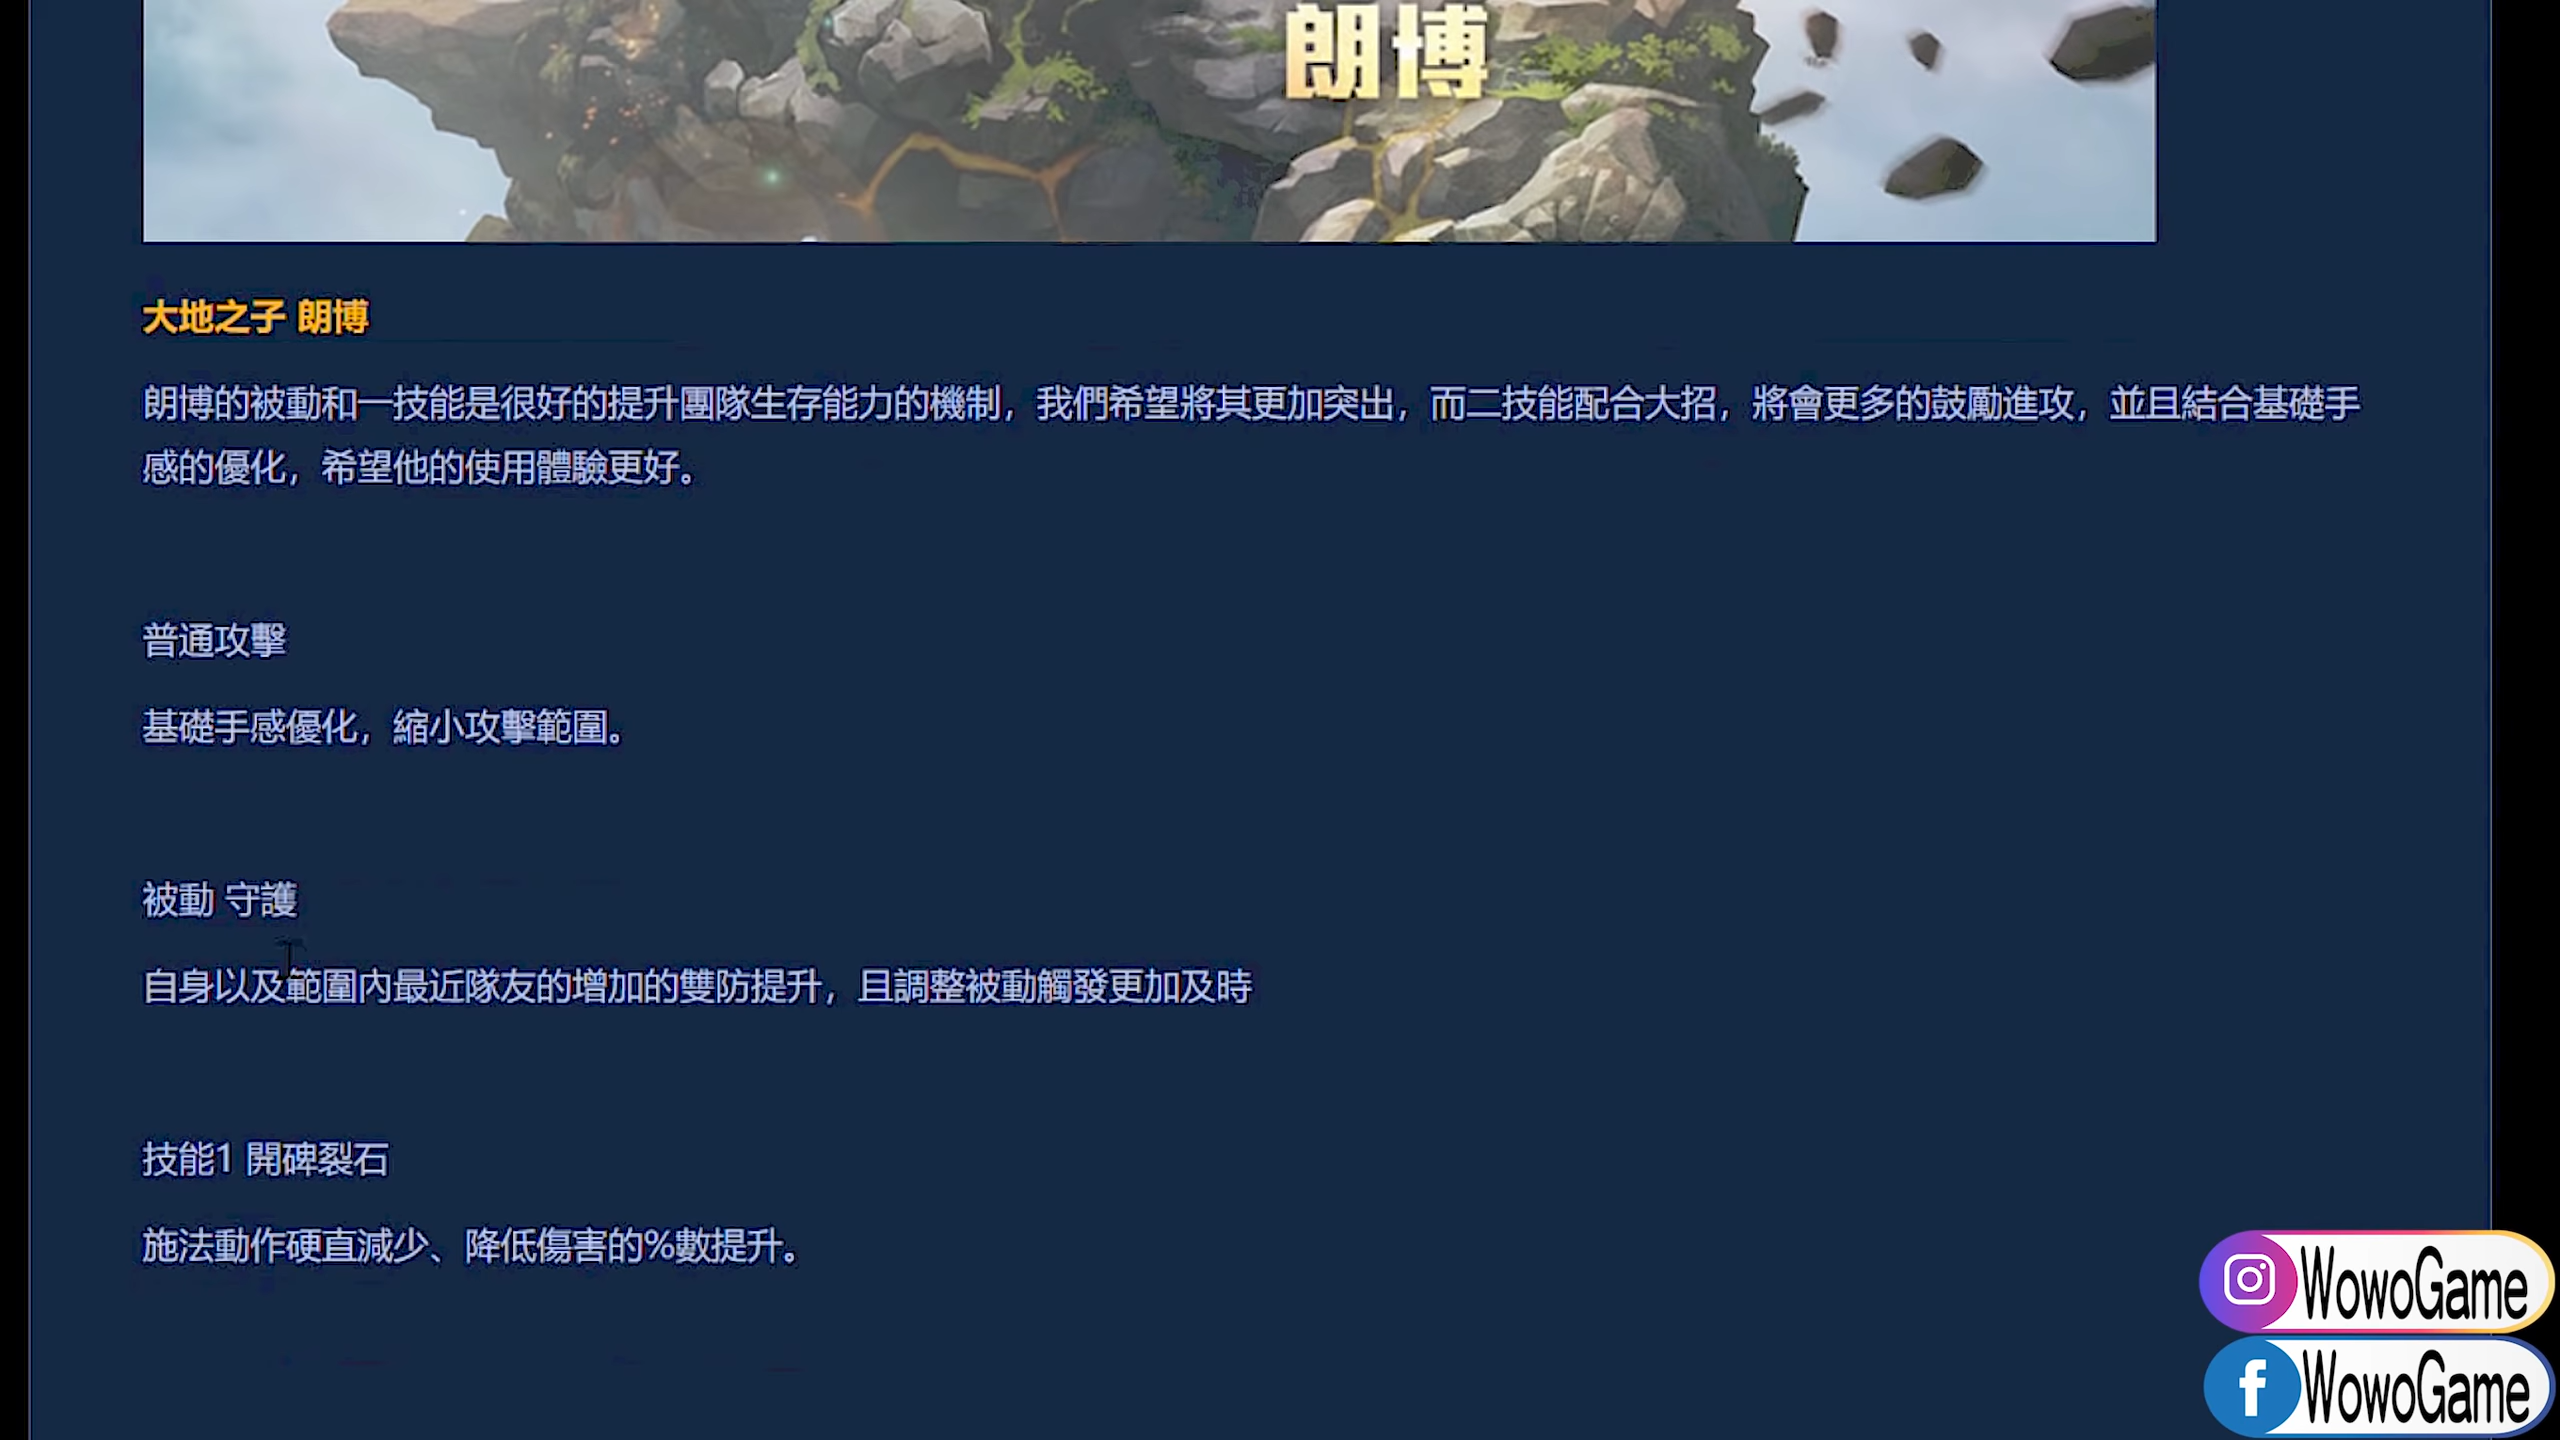 朗博
大地之子 朗博
朗博的被動和一技能是很好的提升團隊生存能力的機制，我們希望將其更加突出，而二技能配合大招，將會更多的鼓勵進攻，並且結合基礎手
感的優化，希望他的使用體驗更好。
普通攻擊
基礎手感優化，縮小攻擊範圍。
被動 守護
自身以及範圍內最近隊友的增加的雙防提升，且調整被動觸發更加及時
技能1 開碑裂石
施法動作硬直減少、降低傷害的%數提升。
WowoGame
WowoGame